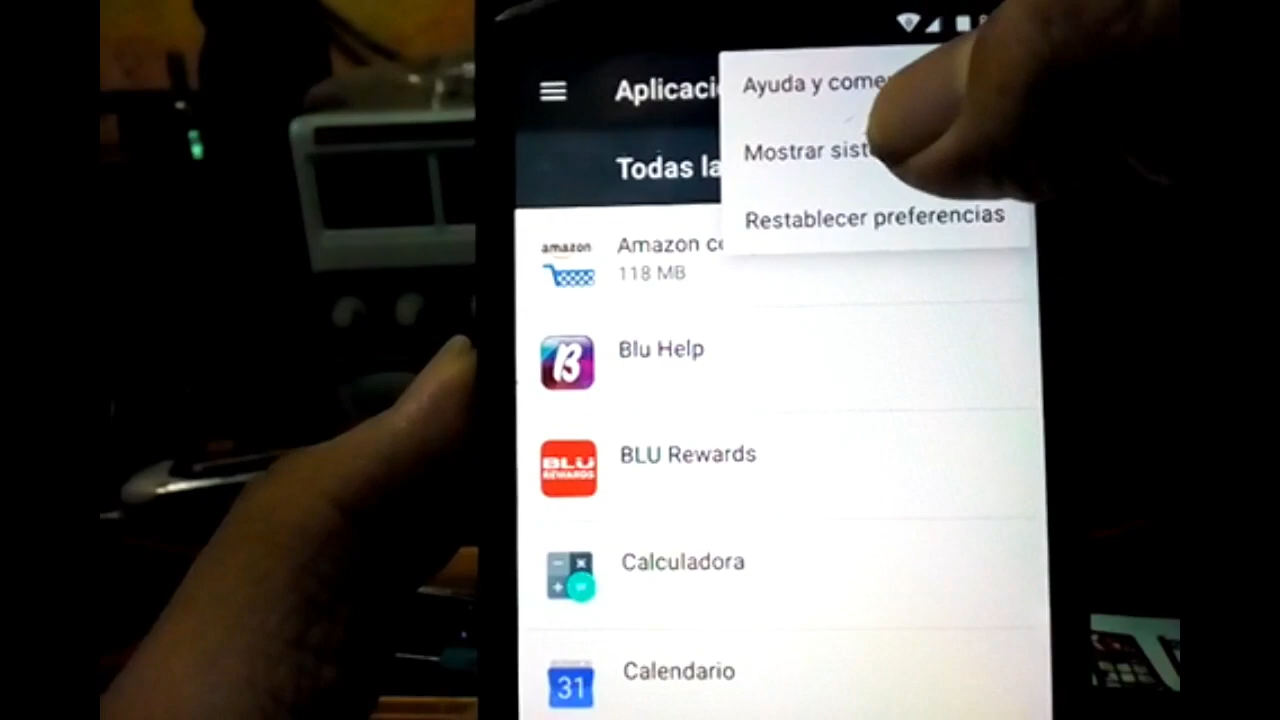 Aplicaci
Ayuda y come
Mostrar sist
Restablecer preferencias
Todas la
amazon
Amazon c
118 MB
B
Blu Help
BLU
REWARDS
BLU Rewards
Calculadora
31
Calendario